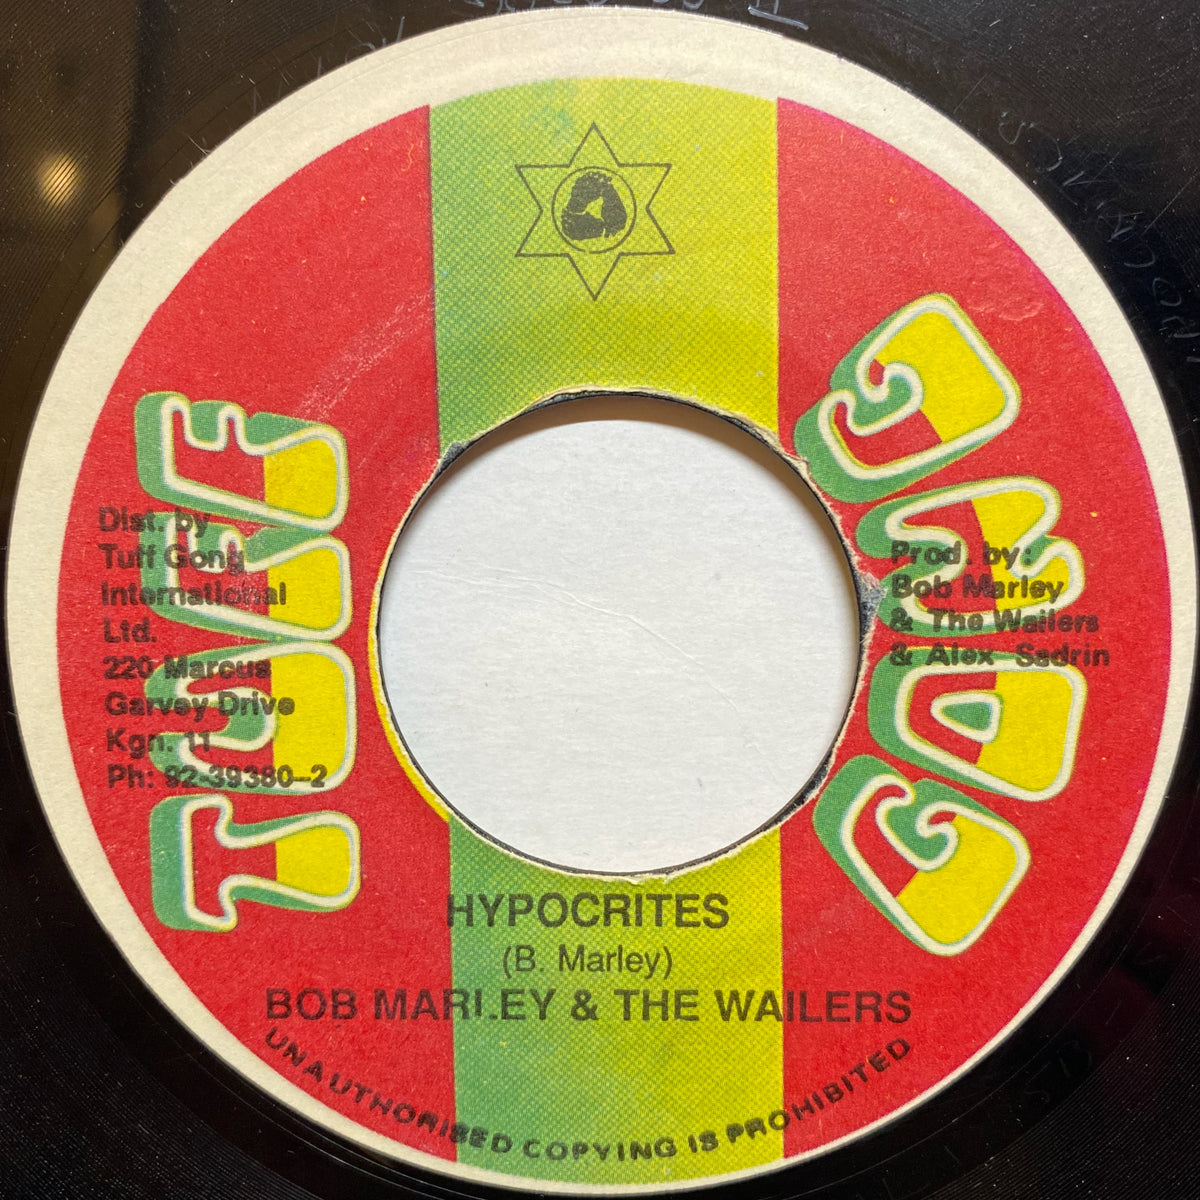 TUFF
GONG
Dist. by
Tuff Gong
International
Ltd.
220 Marcus
Garvey Drive
Kgn. 11
Ph: 92-39380-2
Prod. by:
Bob Marley
& The Wailers
& Alex Sadrin
HYPOCRITES
(B. Marley)
BOB MARLEY & THE WAILERS
UNAUTHORISED COPYING IS PROHIBITED